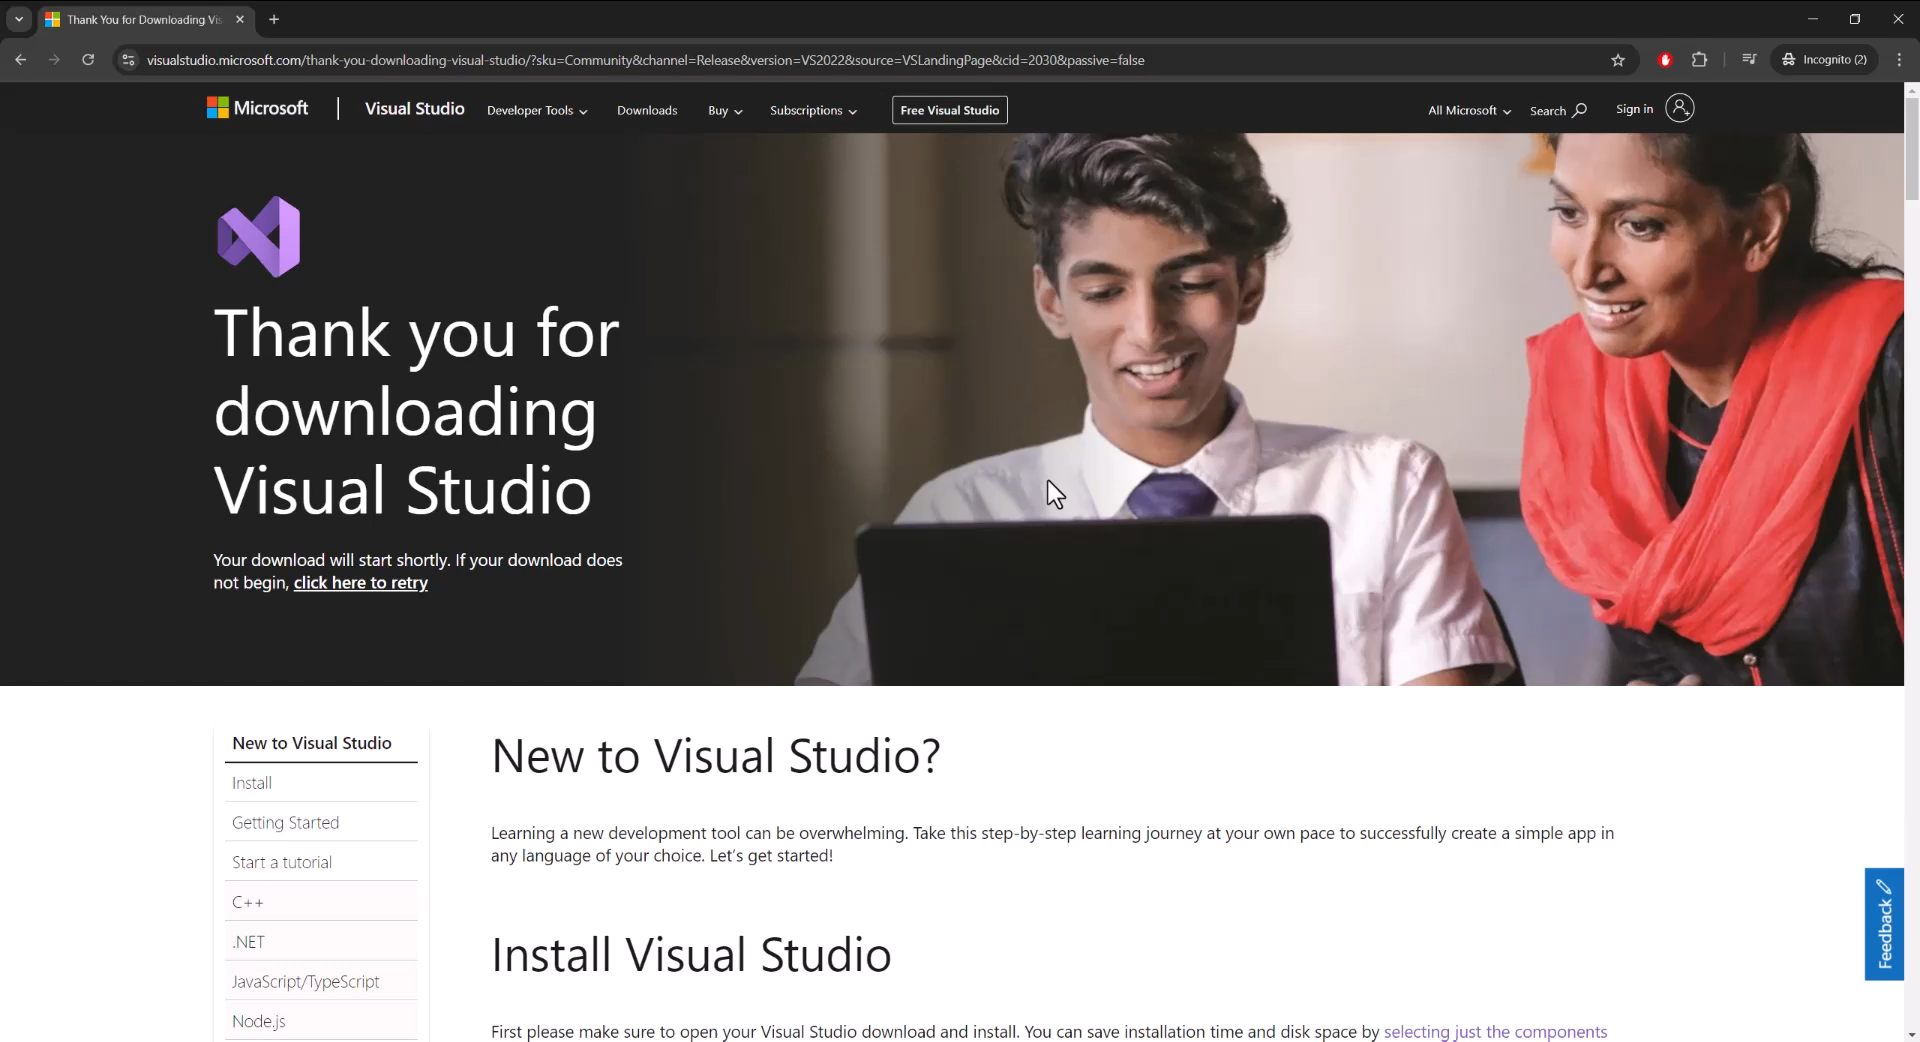 Thank You for Downloading Vis
visualstudio.microsoft.com/thank-you-downloading-visual-studio/?sku=Community&channel=Release&version=VS2022&source=VSLandingPage&cid=2030&passive=false
Incognito (2)
Microsoft
Visual Studio
Developer Tools
Downloads
Buy
Subscriptions
Free Visual Studio
All Microsoft
Search
Sign in
Thank you for
downloading
Visual Studio
Your download will start shortly. If your download does
not begin, click here to retry
New to Visual Studio
Install
Getting Started
Start a tutorial
C++
.NET
JavaScript/TypeScript
Node.js
New to Visual Studio?
Learning a new development tool can be overwhelming. Take this step-by-step learning journey at your own pace to successfully create a simple app in
any language of your choice. Let's get started!
Install Visual Studio
First please make sure to open your Visual Studio download and install. You can save installation time and disk space by selecting just the components
Feedback